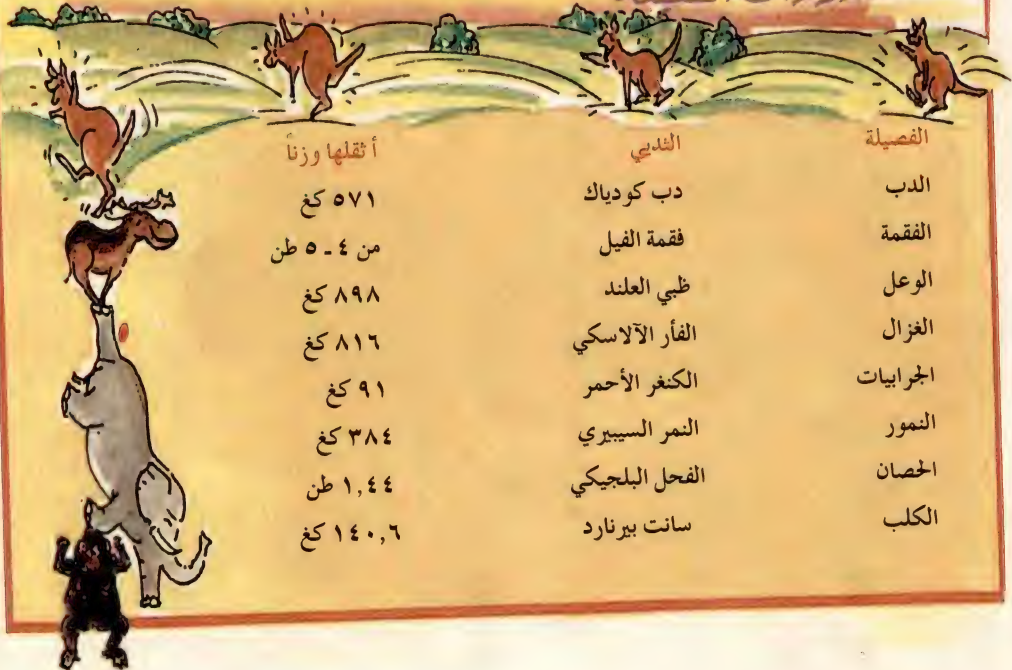 الفصيلة الثديي أثقلها وزناً
الدب دب كودياك ٥٧١ كغ
الفقمة فقمة الفيل من ٤ ـ ٥ طن
الوعل ظبي العلند ٨٩٨ كغ
الغزال الفأر الآلاسكي ٨١٦ كغ
الجرابيات الكنغر الأحمر ٩١ كغ
النمور النمر السيبيري ٣٨٤ كغ
الحصان الفحل البلجيكي ١,٤٤ طن
الكلب سانت بيرنارد ١٤٠,٦ كغ